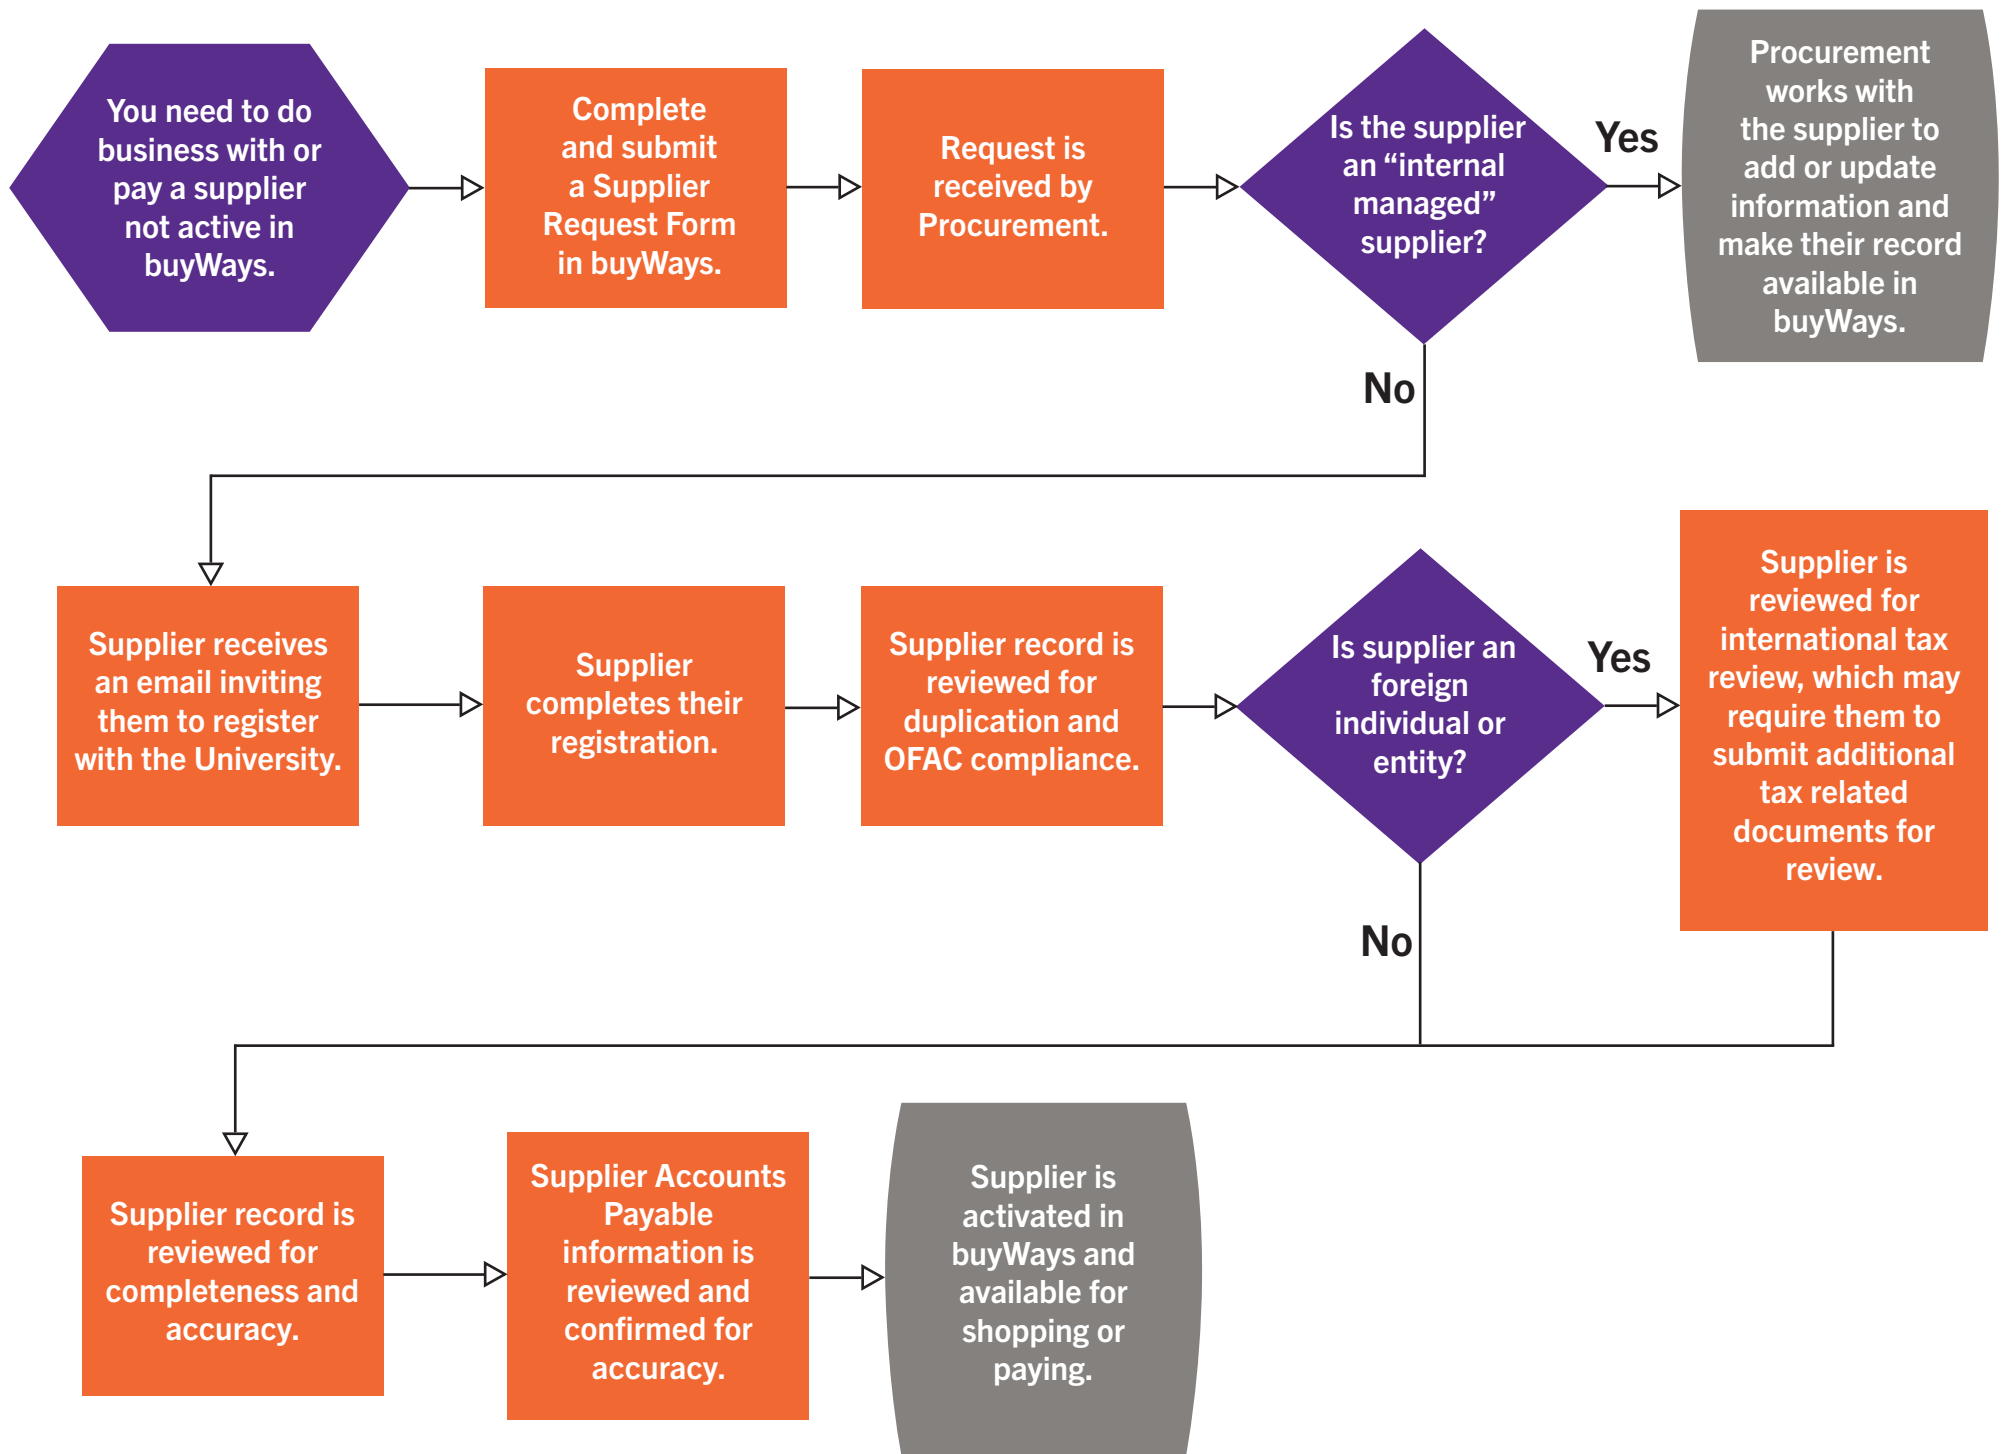 You need to do
business with or
pay a supplier
not active in
buyWays.
Complete
and submit
a Supplier
Request Form
in buyWays.
Request is
received by
Procurement.
Is the supplier
an “internal
managed”
supplier?
Yes
Procurement
works with
the supplier to
add or update
information and
make their record
available in
buyWays.
No
Supplier receives
an email inviting
them to register
with the University.
Supplier
completes their
registration.
Supplier record is
reviewed for
duplication and
OFAC compliance.
Is supplier an
foreign
individual or
entity?
Yes
Supplier is
reviewed for
international tax
review, which may
require them to
submit additional
tax related
documents for
review.
No
Supplier record is
reviewed for
completeness and
accuracy.
Supplier Accounts
Payable
information is
reviewed and
confirmed for
accuracy.
Supplier is
activated in
buyWays and
available for
shopping or
paying.